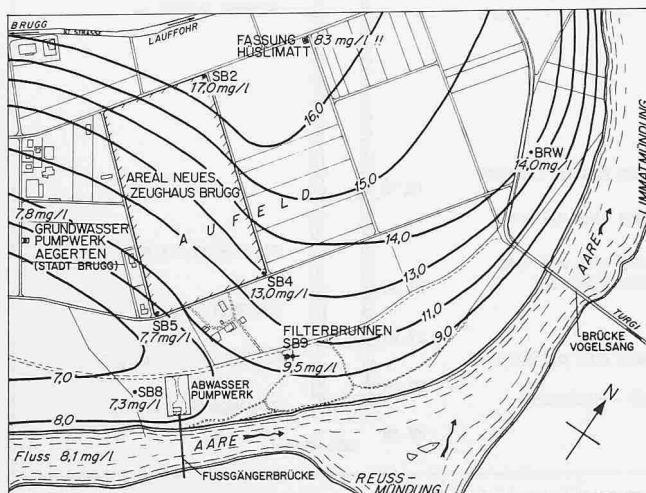 BRUGG
ALT. STRASSE
LAUFFOHR
FASSUNG
HÜSLIMATT
83 mg/l !!
SB2
17,0 mg/l
16,0
LIMMATMÜNDUNG
BRW
14,0 mg/l
15,0
AREAL NEUES
ZEUGHAUS BRUGG
AUFELD
7,8 mg/l
GRUNDWASSER
PUMPWERK
AEGERTEN
(STADT BRUGG)
14,0
13,0
AARE
SB4
13,0 mg/l
11,0
TURGI
SB5
7,7 mg/l
FILTERBRUNNEN
SB9
9,5 mg/l
9,0
BRÜCKE
VOGELSANG
7,0
SB8
7,3 mg/l
ABWASSER
PUMPWERK
8,0
N
AARE
Fluss 8,1 mg/l
FUSSGÄNGERBRÜCKE
REUSS-
MÜNDUNG